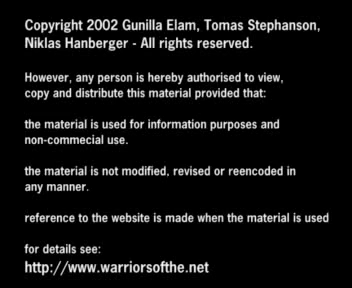 Copyright 2002 Gunilla Elam, Tomas Stephanson,
Niklas Hanberger - All rights reserved.
However, any person is hereby authorised to view,
copy and distribute this material provided that:
the material is used for information purposes and
non-commecial use.
the material is not modified, revised or reencoded in
any manner.
reference to the website is made when the material is used
for details see:
http://www.warriorsofthe.net